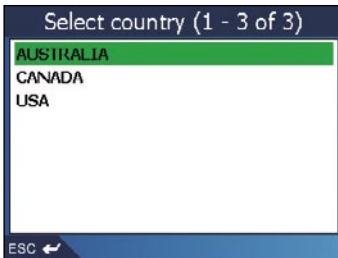 Select country (1 - 3 of 3)
AUSTRALIA
CANADA
USA
ESC